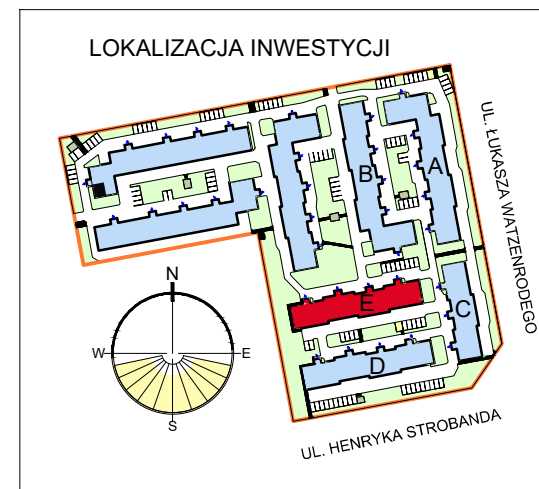 LOKALIZACJA INWESTYCJI
A
B
UL. ŁUKASZA WATZENRODEGO
N
E
C
W
E
D
S
UL. HENRYKA STROBANDA